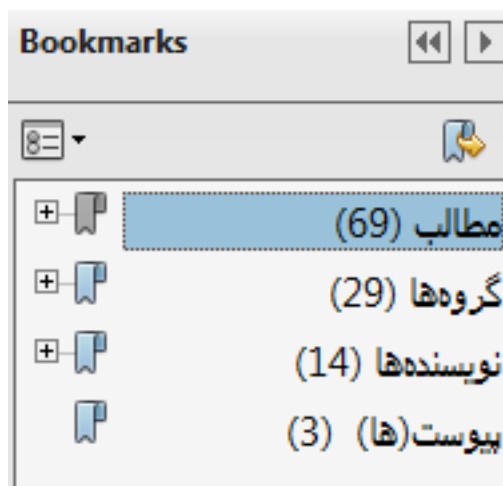 Bookmarks
مطالب (69)
گروه‌ها (29)
نویسنده‌ها (14)
پیوست(ها) (3)